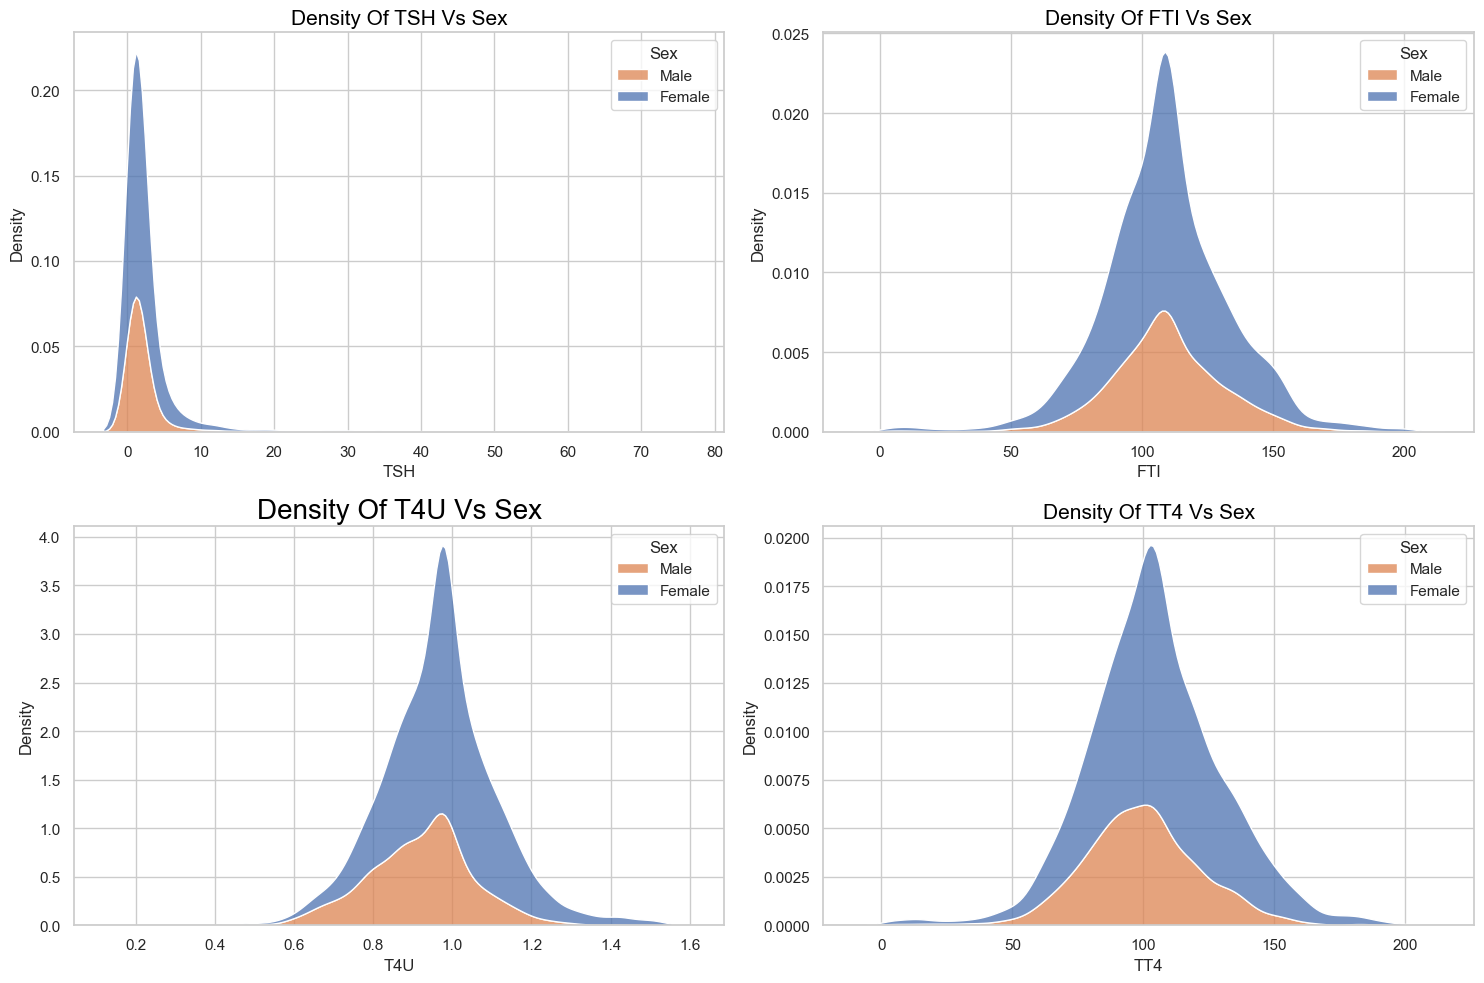 Density Of TSH Vs Sex
Density
0.20
0.15
0.10
0.05
0.00
0 10 20 30 40 50 60 70 80
TSH
Sex
Male
Female
Density Of FTI Vs Sex
Density
0.025
0.020
0.015
0.010
0.005
0.000
0 50 100 150 200
FTI
Sex
Male
Female
Density Of T4U Vs Sex
Density
4.0
3.5
3.0
2.5
2.0
1.5
1.0
0.5
0.0
0.2 0.4 0.6 0.8 1.0 1.2 1.4 1.6
T4U
Sex
Male
Female
Density Of TT4 Vs Sex
Density
0.0200
0.0175
0.0150
0.0125
0.0100
0.0075
0.0050
0.0025
0.0000
0 50 100 150 200
TT4
Sex
Male
Female